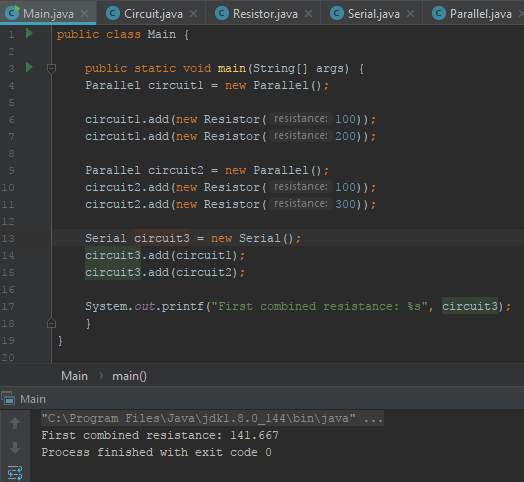 Main.java × Circuit.java × Resistor.java × Serial.java × Parallel.java ×
1 public class Main {
2
3 public static void main(String[] args) {
4 Parallel circuit1 = new Parallel();
5
6 circuit1.add(new Resistor( resistance: 100));
7 circuit1.add(new Resistor( resistance: 200));
8
9 Parallel circuit2 = new Parallel();
10 circuit2.add(new Resistor( resistance: 100));
11 circuit2.add(new Resistor( resistance: 300));
12
13 Serial circuit3 = new Serial();
14 circuit3.add(circuit1);
15 circuit3.add(circuit2);
16
17 System.out.printf("First combined resistance: %s", circuit3);
18 }
19 }
20
Main > main()
Main
"C:\Program Files\Java\jdk1.8.0_144\bin\java" ...
First combined resistance: 141.667
Process finished with exit code 0